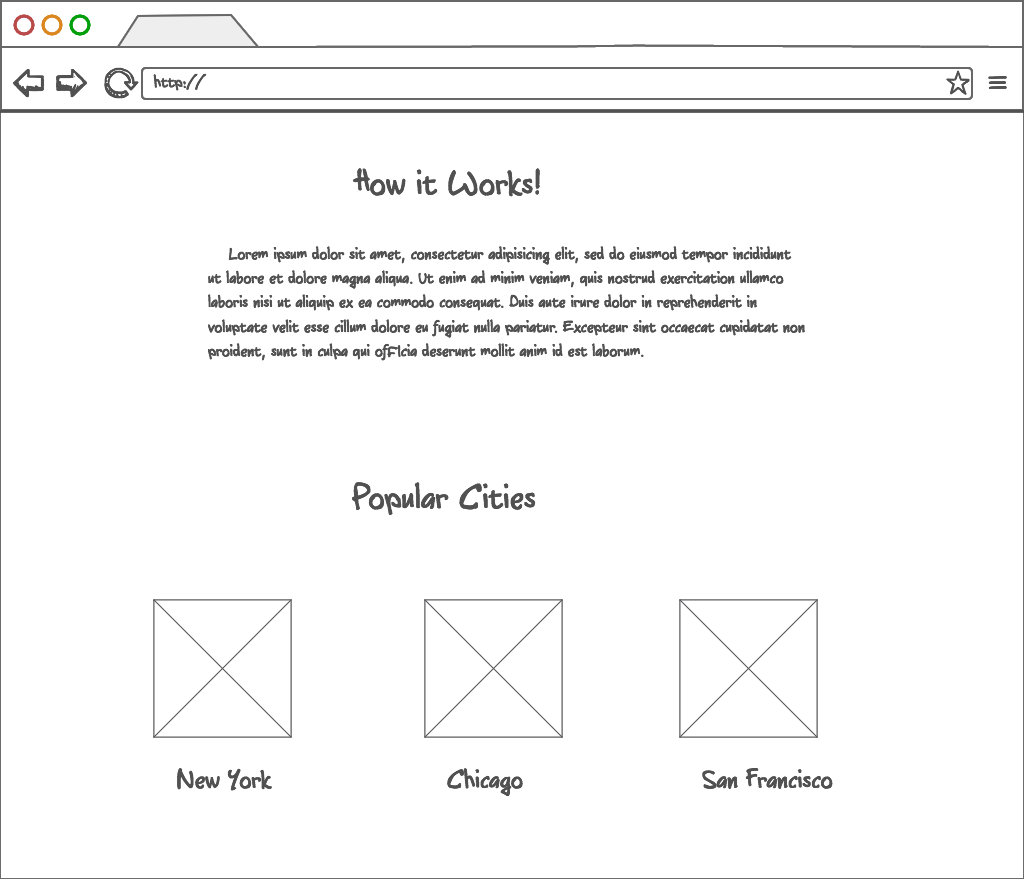 http://
How it Works!
Lorem ipsum dolor sit amet, consectetur adipisicing elit, sed do eiusmod tempor incididunt
ut labore et dolore magna aliqua. Ut enim ad minim veniam, quis nostrud exercitation ullamco
laboris nisi ut aliquip ex ea commodo consequat. Duis aute irure dolor in reprehenderit in
voluptate velit esse cillum dolore eu fugiat nulla pariatur. Excepteur sint occaecat cupidatat non
proident, sunt in culpa qui officia deserunt mollit anim id est laborum.
Popular Cities
New York
Chicago
San Francisco